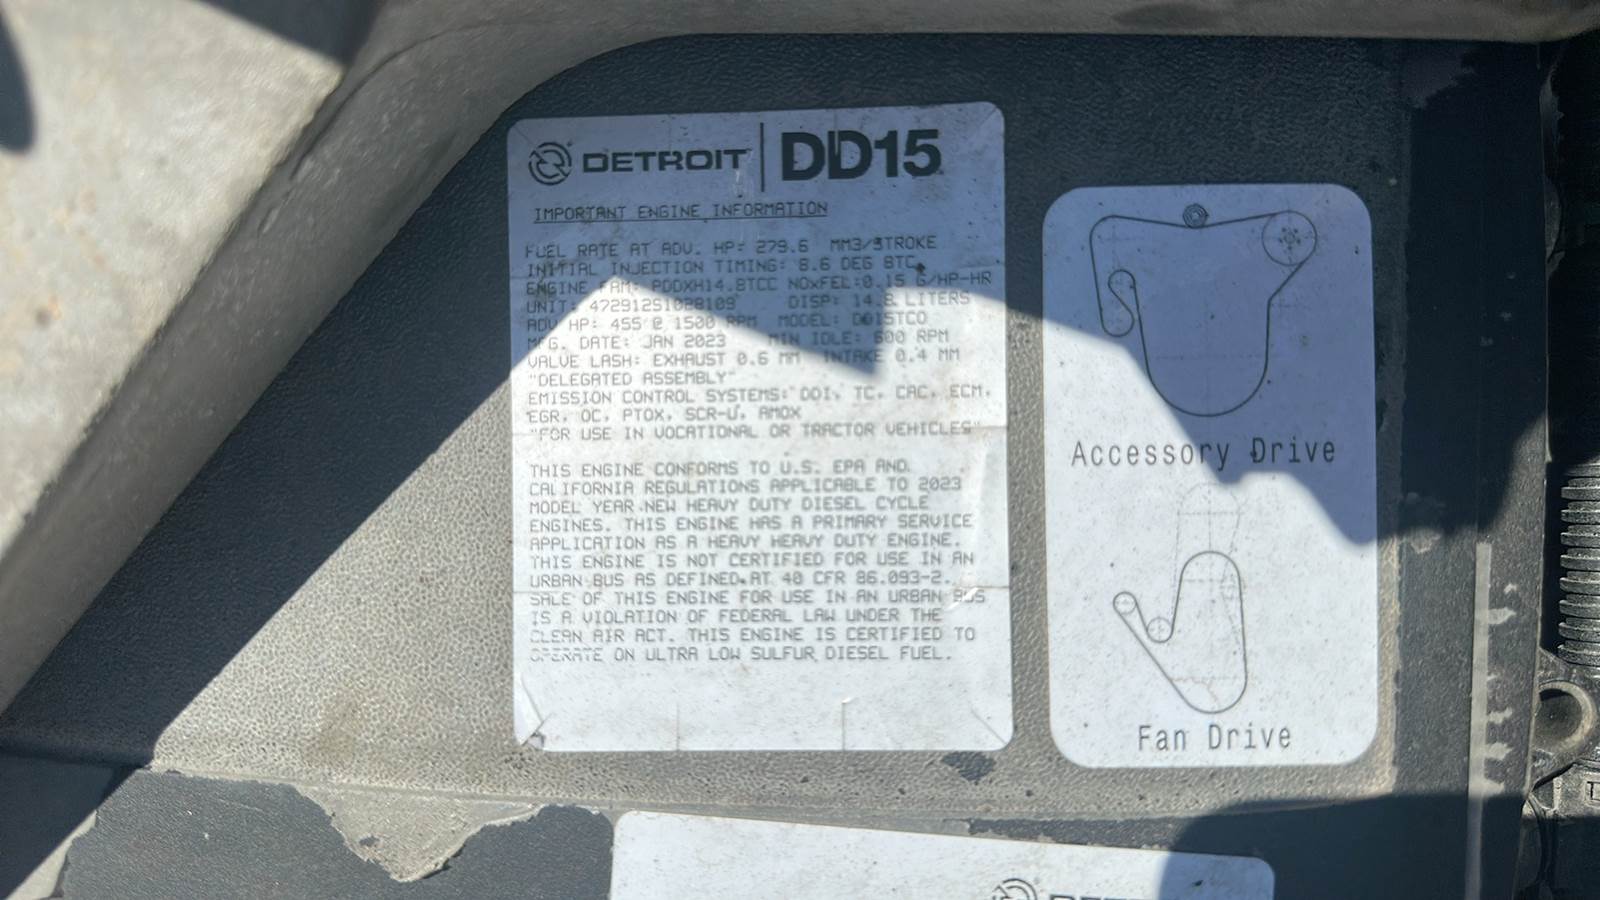 DETROIT DD15
IMPORTANT ENGINE INFORMATION
FUEL RATE AT ADV. HP: 279.6 MM3/STROKE
INITIAL INJECTION TIMING: 8.6 DEG BTC
ENGINE FAM: PDDXH14.8TCC NOxFEL:0.15 G/HP-HR
UNIT: 472912S1028109 DISP: 14.8 LITERS
ADV HP: 455 @ 1500 RPM MODEL: DD15TCO
MFG. DATE: JAN 2023 MIN IDLE: 600 RPM
VALVE LASH: EXHAUST 0.6 MM INTAKE 0.4 MM
"DELEGATED ASSEMBLY"
EMISSION CONTROL SYSTEMS: DDI, TC, CAC, ECM,
EGR, OC, PTOX, SCR-U, AMOX
"FOR USE IN VOCATIONAL OR TRACTOR VEHICLES"
THIS ENGINE CONFORMS TO U.S. EPA AND
CALIFORNIA REGULATIONS APPLICABLE TO 2023
MODEL YEAR NEW HEAVY DUTY DIESEL CYCLE
ENGINES. THIS ENGINE HAS A PRIMARY SERVICE
APPLICATION AS A HEAVY HEAVY DUTY ENGINE.
THIS ENGINE IS NOT CERTIFIED FOR USE IN AN
URBAN BUS AS DEFINED AT 40 CFR 86.093-2.
SALE OF THIS ENGINE FOR USE IN AN URBAN BUS
IS A VIOLATION OF FEDERAL LAW UNDER THE
CLEAN AIR ACT. THIS ENGINE IS CERTIFIED TO
OPERATE ON ULTRA LOW SULFUR DIESEL FUEL.
Accessory Drive
Fan Drive